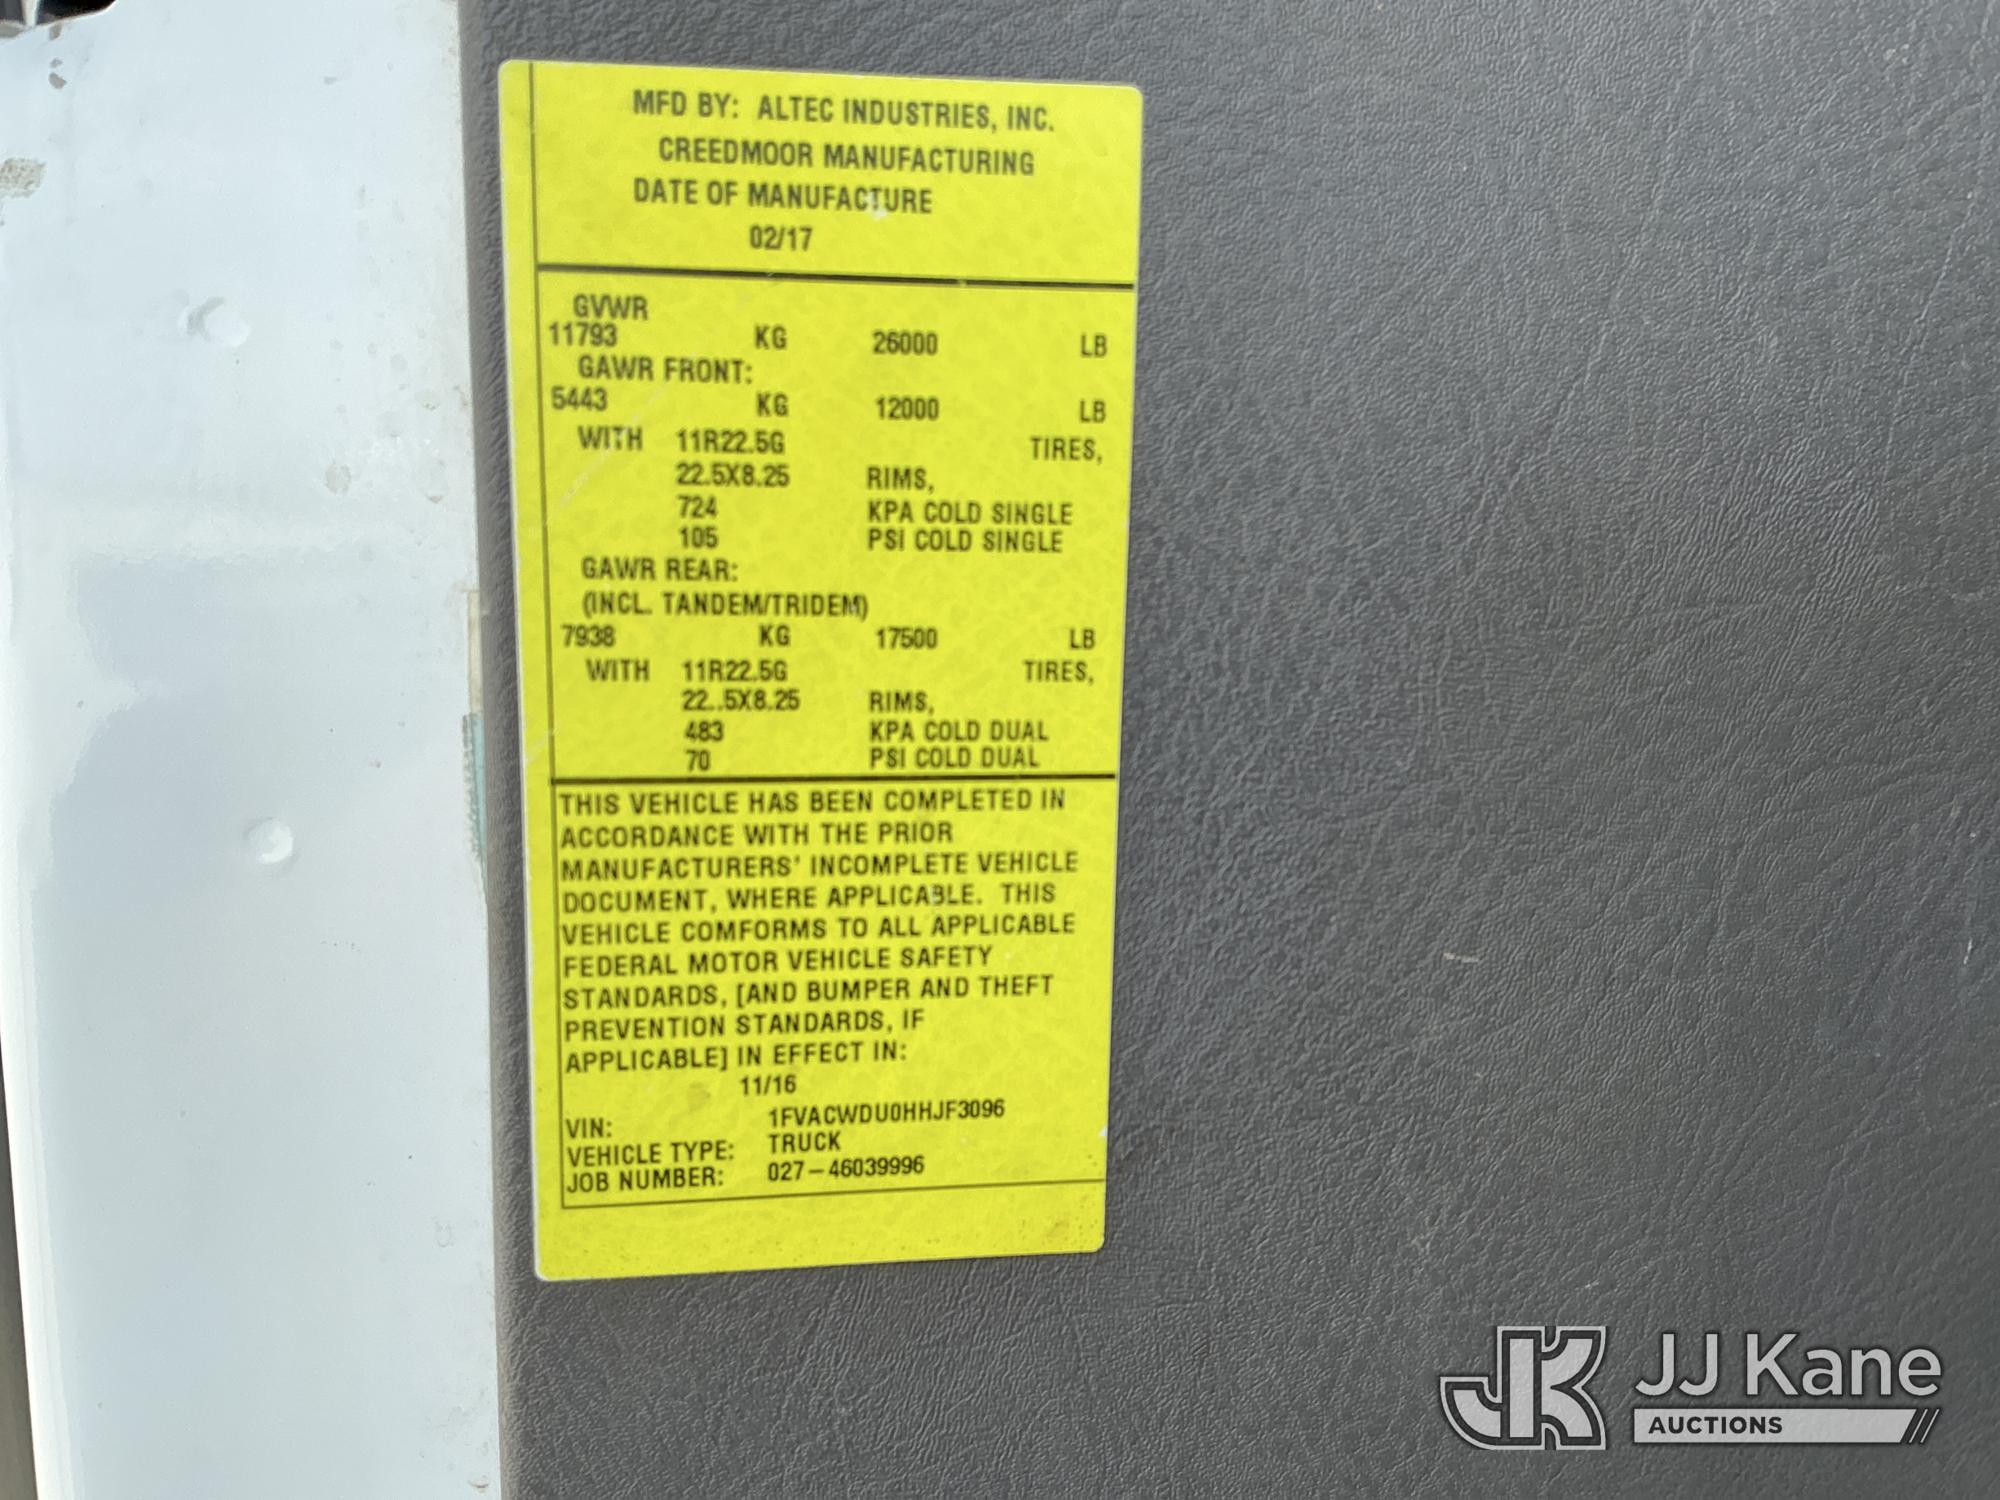 MFD BY: ALTEC INDUSTRIES, INC.
CREEDMOOR MANUFACTURING
DATE OF MANUFACTURE
02/17
GVWR
11793 KG 26000 LB
GAWR FRONT:
5443 KG 12000 LB
WITH 11R22.5G TIRES,
22.5X8.25 RIMS,
724 KPA COLD SINGLE
105 PSI COLD SINGLE
GAWR REAR:
(INCL. TANDEM/TRIDEM)
7938 KG 17500 LB
WITH 11R22.5G TIRES,
22..5X8.25 RIMS,
483 KPA COLD DUAL
70 PSI COLD DUAL
THIS VEHICLE HAS BEEN COMPLETED IN
ACCORDANCE WITH THE PRIOR
MANUFACTURERS' INCOMPLETE VEHICLE
DOCUMENT, WHERE APPLICABLE. THIS
VEHICLE COMFORMS TO ALL APPLICABLE
FEDERAL MOTOR VEHICLE SAFETY
STANDARDS, [AND BUMPER AND THEFT
PREVENTION STANDARDS, IF
APPLICABLE] IN EFFECT IN:
11/16
VIN: 1FVACWDU0HHJF3096
VEHICLE TYPE: TRUCK
JOB NUMBER: 027-46039996
JK JJ Kane
AUCTIONS